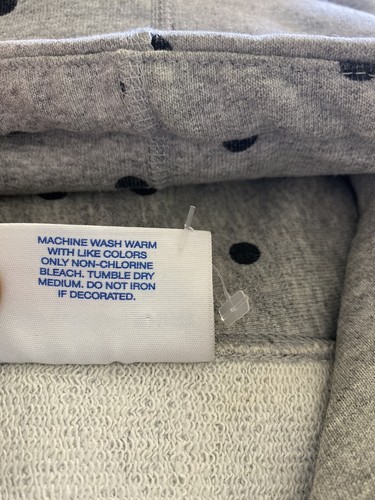 MACHINE WASH WARM
WITH LIKE COLORS
ONLY NON-CHLORINE
BLEACH. TUMBLE DRY
MEDIUM. DO NOT IRON
IF DECORATED.